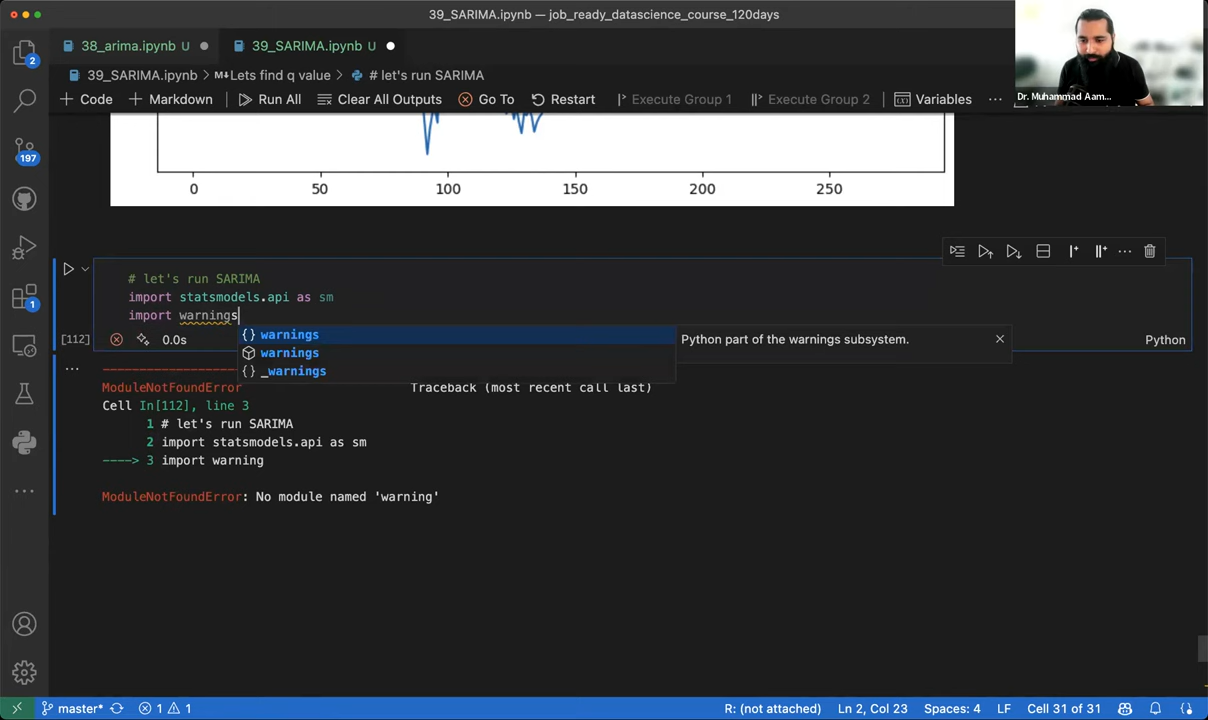 39_SARIMA.ipynb — job_ready_datascience_course_120days
38_arima.ipynb U
39_SARIMA.ipynb U
39_SARIMA.ipynb > M↓Lets find q value > # let's run SARIMA
+ Code + Markdown Run All Clear All Outputs Go To Restart Execute Group 1 Execute Group 2 Variables ...
Dr. Muhammad Aam...
2
197
1
0 50 100 150 200 250
# let's run SARIMA
import statsmodels.api as sm
import warnings
[112] 0.0s
Python
{} warnings
warnings
{} _warnings
Python part of the warnings subsystem.
ModuleNotFoundError Traceback (most recent call last)
Cell In[112], line 3
1 # let's run SARIMA
2 import statsmodels.api as sm
----> 3 import warning
ModuleNotFoundError: No module named 'warning'
master* 1 1 R: (not attached) Ln 2, Col 23 Spaces: 4 LF Cell 31 of 31